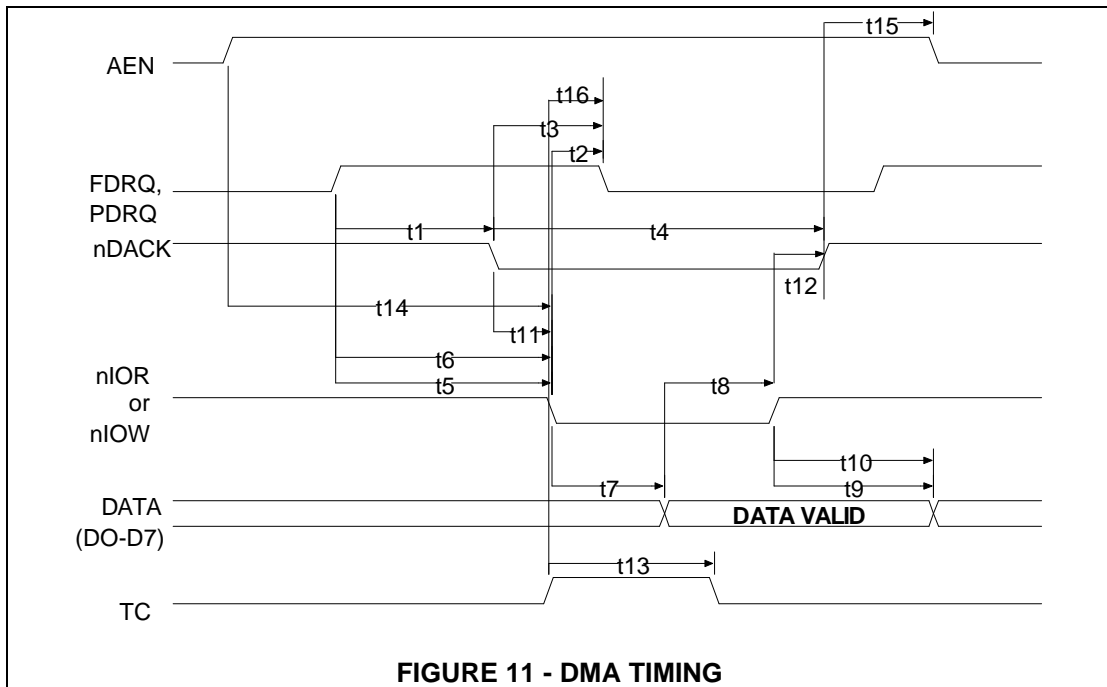 t15
AEN
t16
t3
t2
FDRQ,
PDRQ
t1
t4
nDACK
t12
t14
t11
t6
t5
t8
nIOR
or
nIOW
t10
t7
t9
DATA
(DO-D7)
DATA VALID
t13
TC
FIGURE 11 - DMA TIMING